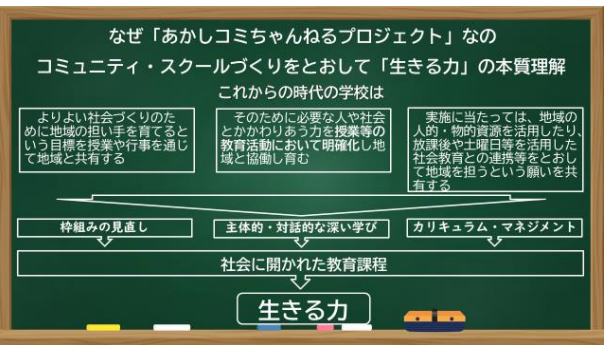 なぜ「あかしコミちゃんねるプロジェクト」なの
コミュニティ・スクールづくりをとおして「生きる力」の本質理解
これからの時代の学校は
よりよい社会づくりのた
めに地域の担い手を育てると
いう目標を授業や行事を通じ
て地域と共有する
そのために必要な人や社会
とかかわりあう力を授業等の
教育活動において明確化し地
域と協働し育む
実施に当たっては、地域の
人的・物的資源を活用したり、
放課後や土曜日等を活用した
社会教育との連携等をとおし
て地域を担うという願いを共
有する
枠組みの見直し
主体的・対話的な深い学び
カリキュラム・マネジメント
社会に開かれた教育課程
生きる力